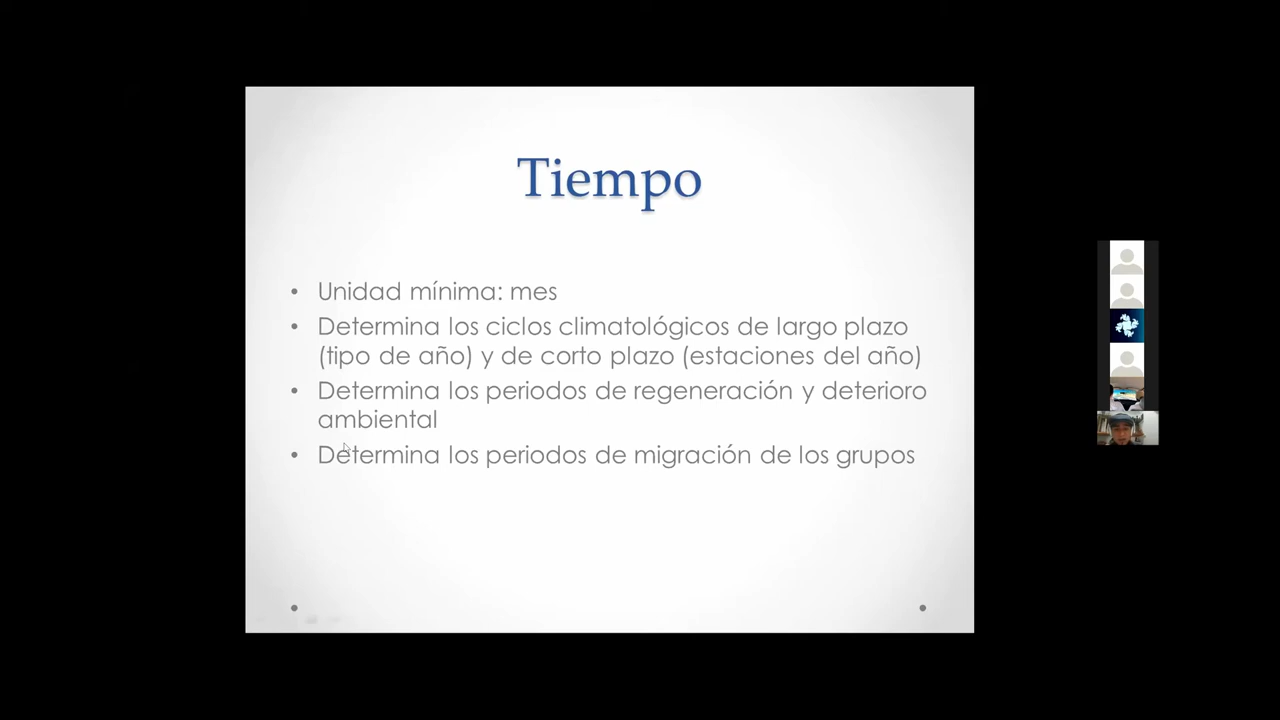 Tiempo
• Unidad mínima: mes
• Determina los ciclos climatológicos de largo plazo
(tipo de año) y de corto plazo (estaciones del año)
• Determina los periodos de regeneración y deterioro
ambiental
• Determina los periodos de migración de los grupos